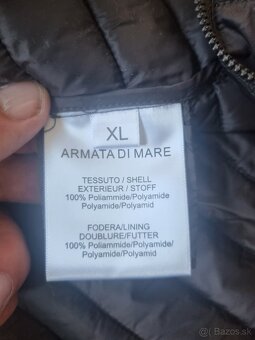 XL
ARMATA DI MARE
TESSUTO / SHELL
EXTERIEUR / STOFF
100% Poliammide/Polyamide
Polyamide/Polyamid
FODERA/LINING
DOUBLURE/FUTTER
100% Poliammide/Polyamide
Polyamide/Polyamid
Bazos.sk